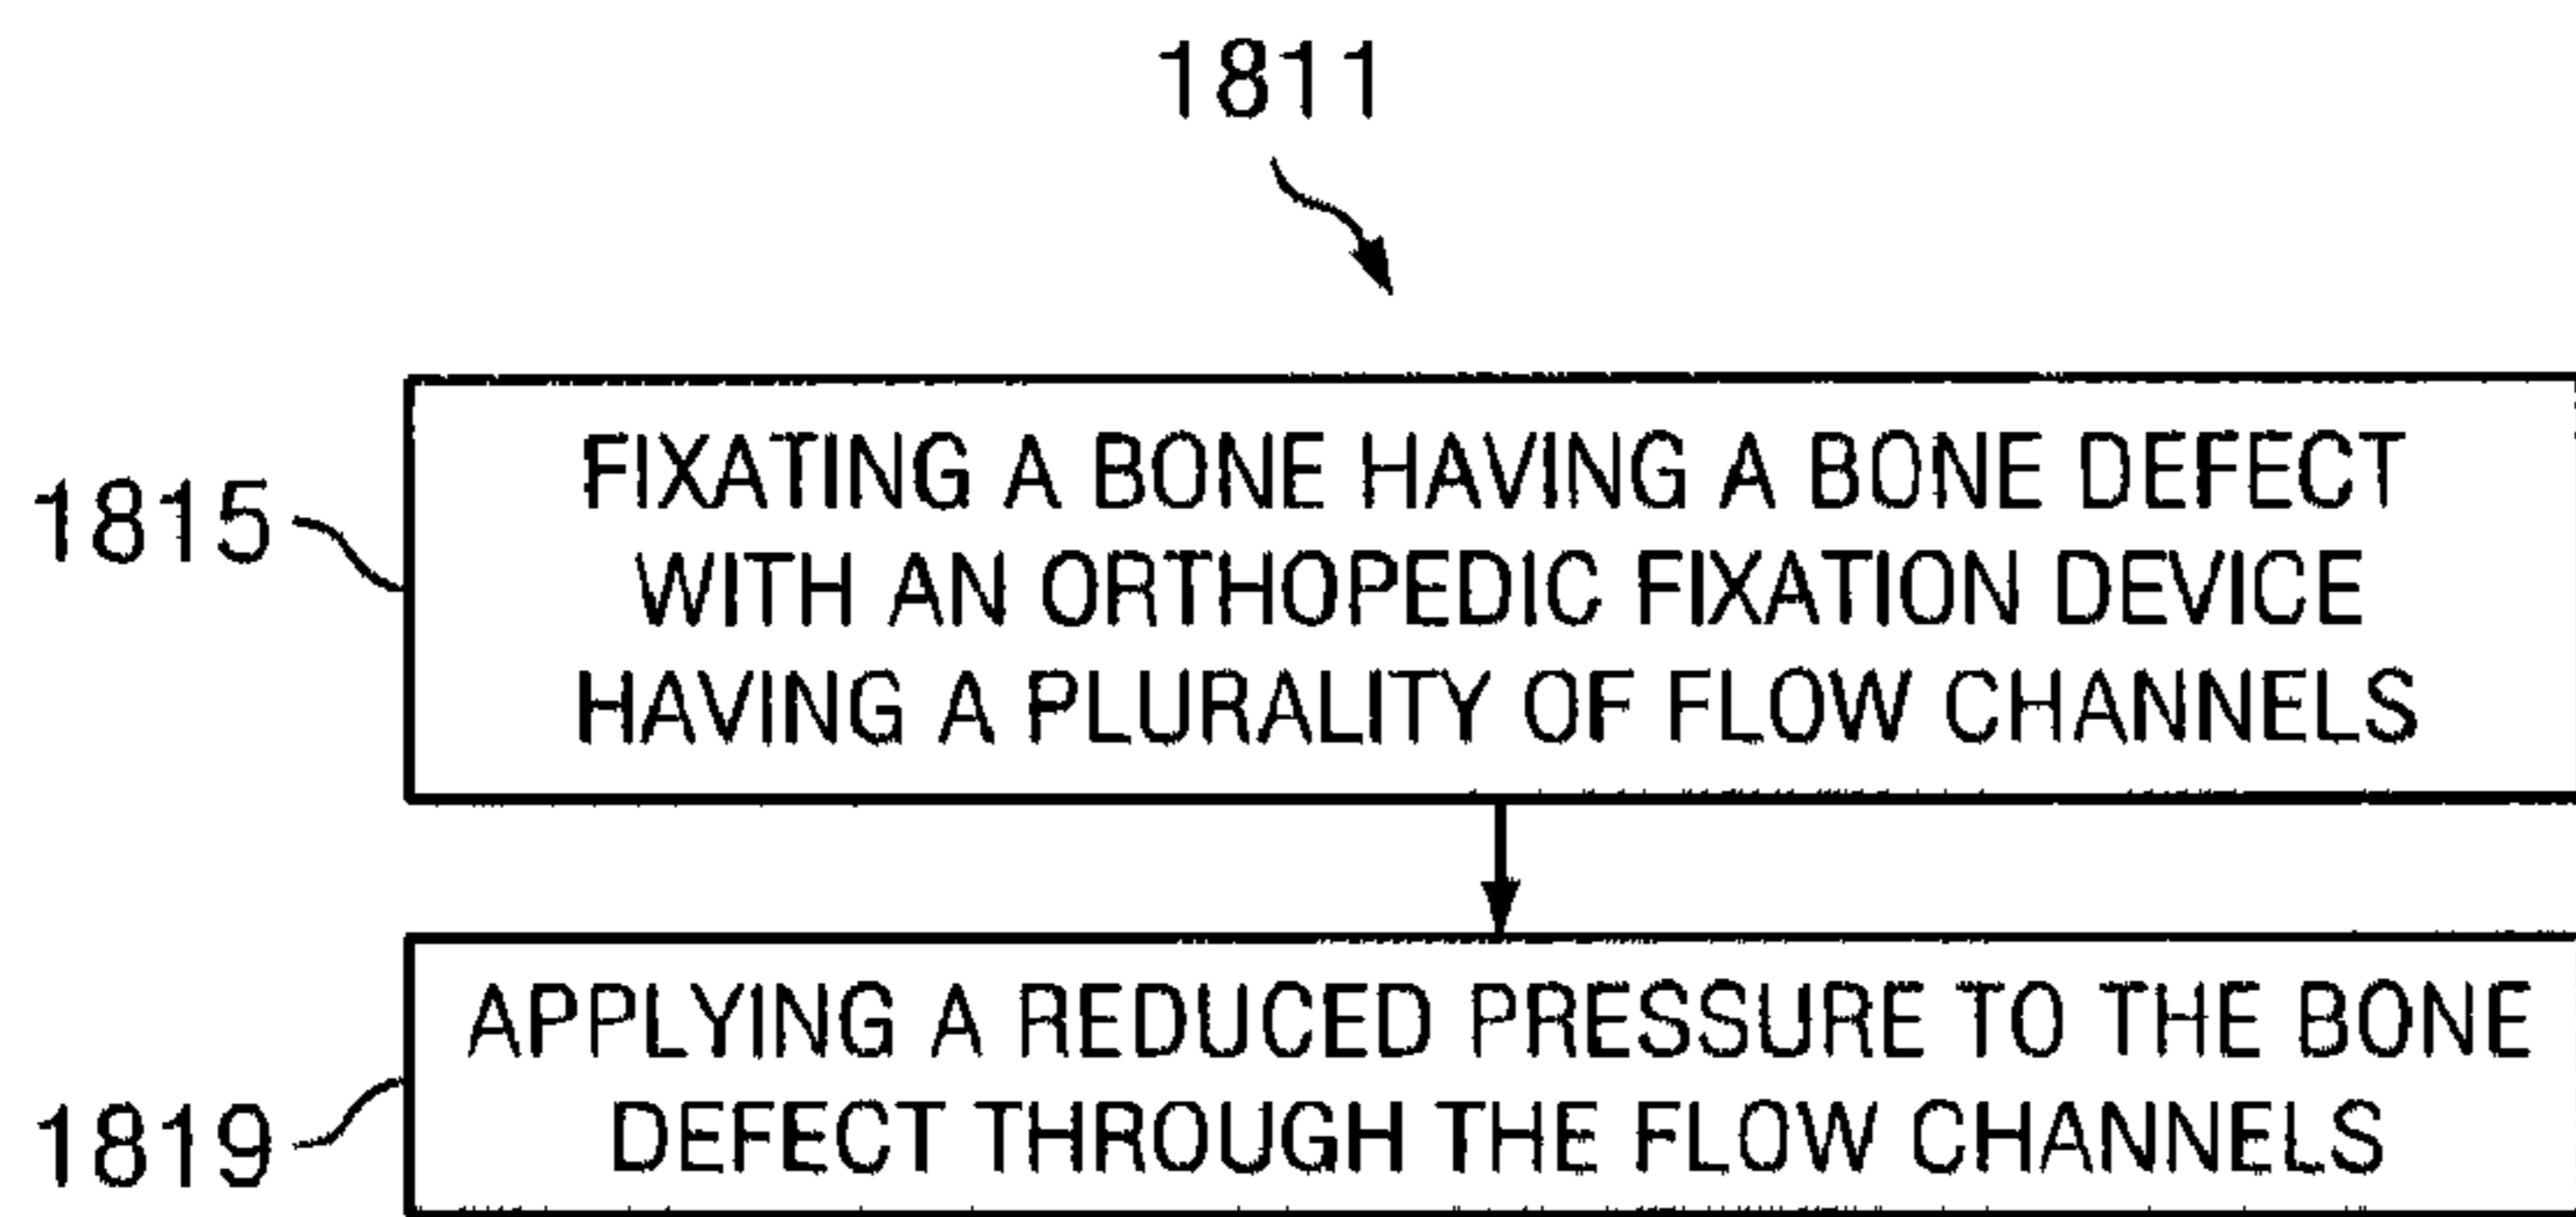 1811
1815
FIXATING A BONE HAVING A BONE DEFECT
WITH AN ORTHOPEDIC FIXATION DEVICE
HAVING A PLURALITY OF FLOW CHANNELS
1819
APPLYING A REDUCED PRESSURE TO THE BONE
DEFECT THROUGH THE FLOW CHANNELS